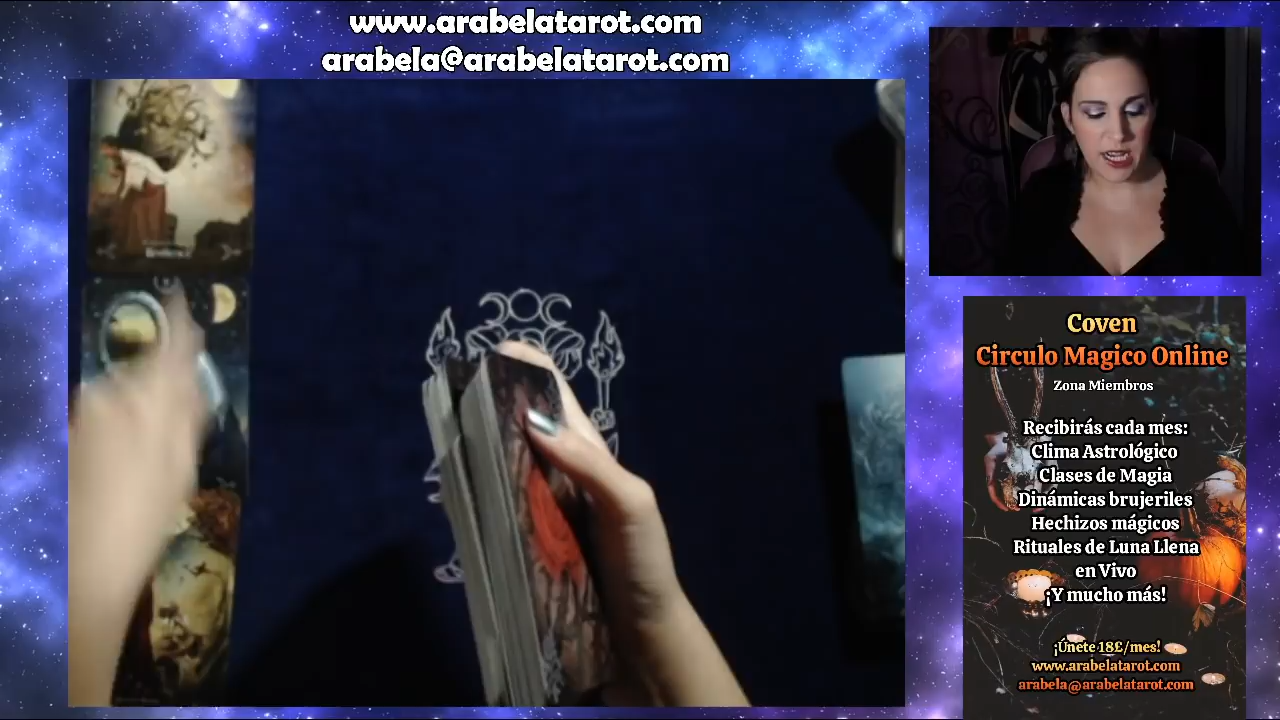 www.arabelatarot.com
arabela@arabelatarot.com
Coven
Circulo Magico Online
Zona Miembros
Recibirás cada mes:
Clima Astrológico
Clases de Magia
Dinámicas brujeriles
Hechizos mágicos
Rituales de Luna Llena
en Vivo
¡Y mucho más!
¡Únete 18£/mes!
www.arabelatarot.com
arabela@arabelatarot.com